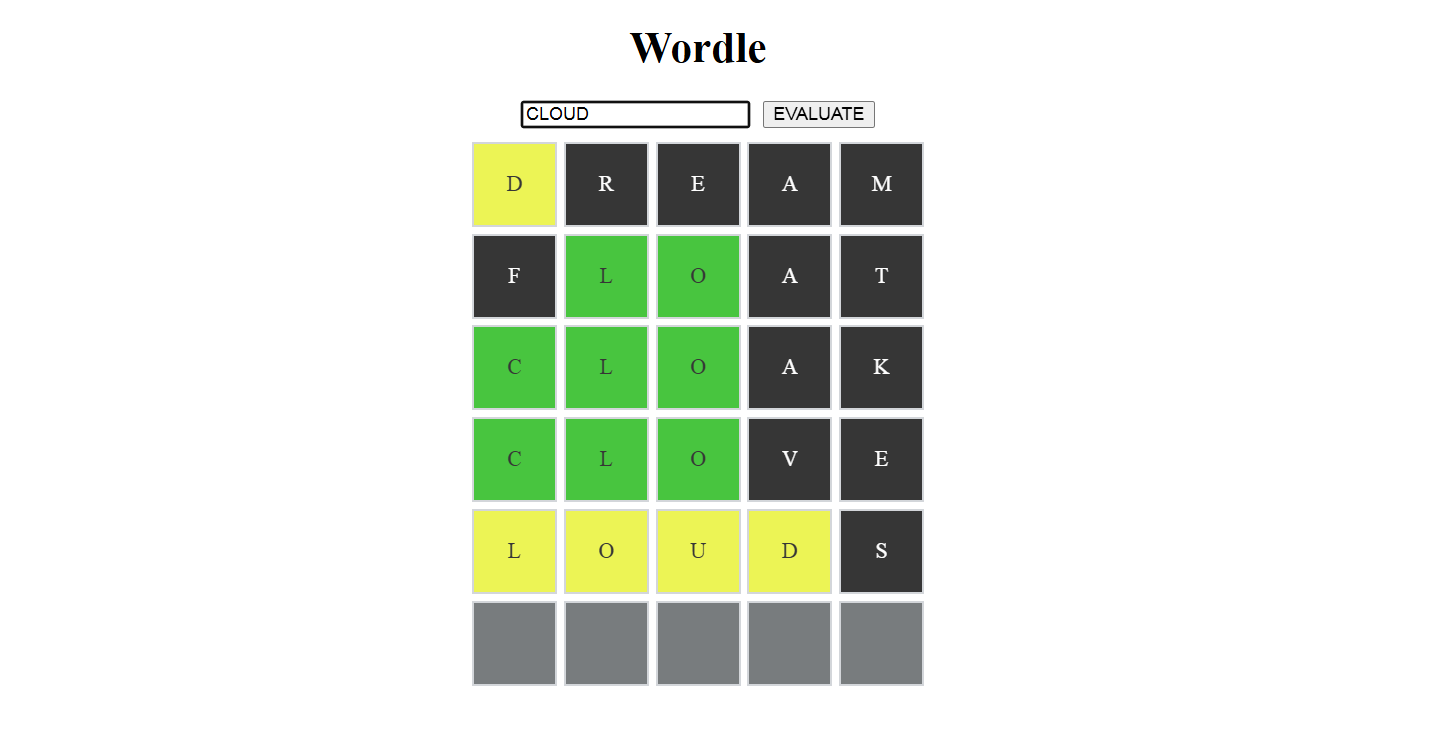 Wordle
CLOUD EVALUATE
D R E A M
F L O A T
C L O A K
C L O V E
L O U D S